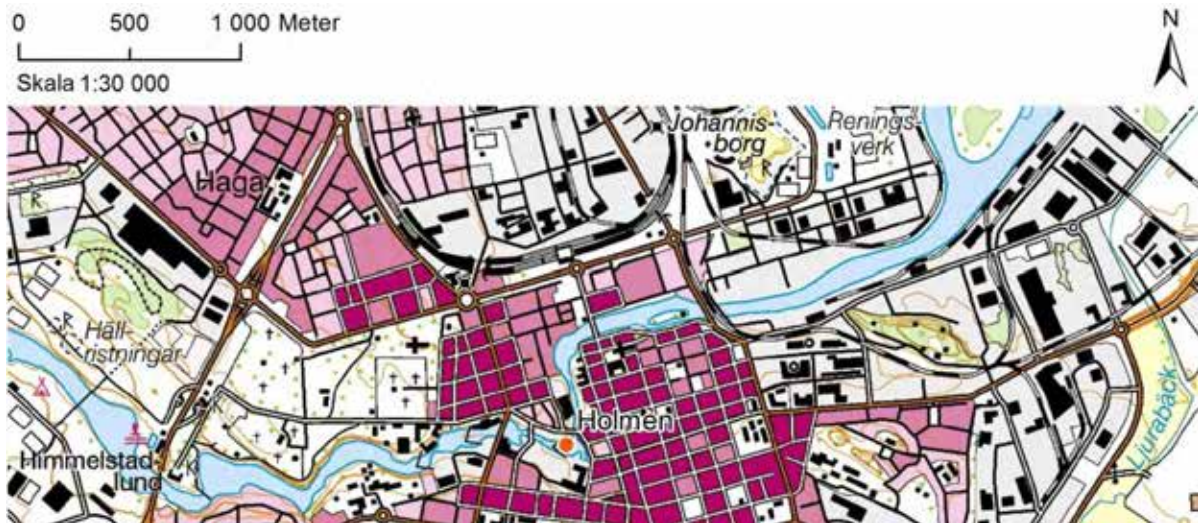 0 500 1 000 Meter
Skala 1:30 000
N
Johannis
borg
Renings-
verk
Haga
Häll-
ristningar
Holmen
Himmelstad-
lund
Ljurabäck